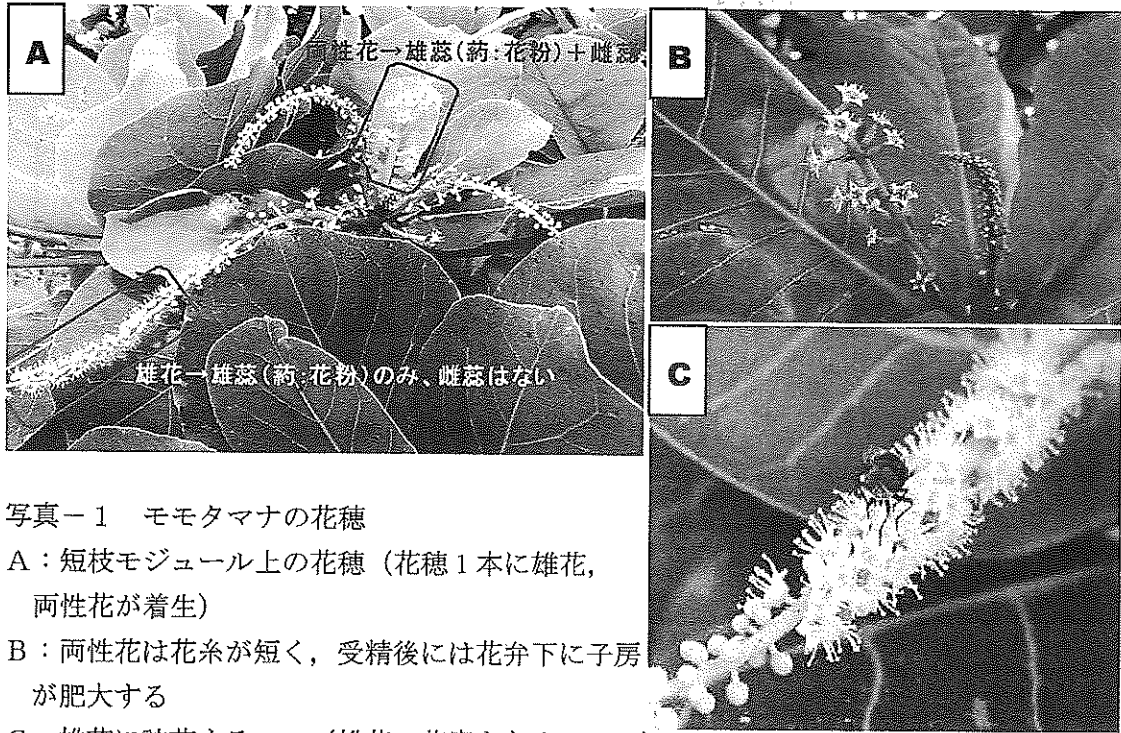 A
両性花→雄蕊(葯:花粉)+雌蕊
雄花→雄蕊(葯:花粉)のみ、雌蕊はない
B
C
写真-1 モモタマナの花穂
A:短枝モジュール上の花穂(花穂1本に雄花,
両性花が着生)
B:両性花は花糸が短く,受精後には花弁下に子房
が肥大する